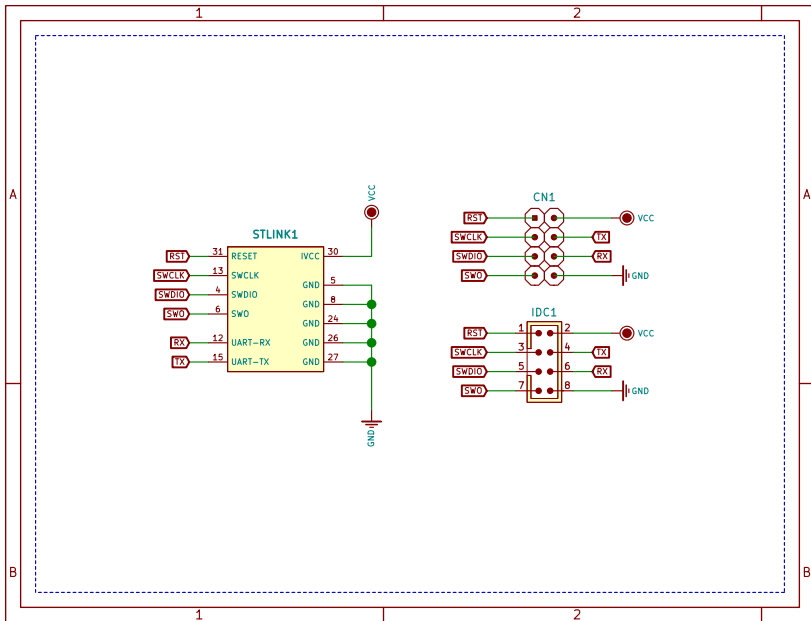 1 2
A A
VCC
CN1
RST VCC
STLINK1
SWCLK TX
RST 31 RESET IVCC 30
SWDIO RX
SWCLK 13 SWCLK
SWO GND
GND 5
SWDIO 4 SWDIO
GND 8
SWO 6 SWO
IDC1
GND 24
RST 1 2 VCC
RX 12 UART-RX GND 26
SWCLK 3 4 TX
TX 15 UART-TX GND 27
SWDIO 5 6 RX
SWO 7 8 GND
GND
B B
1 2